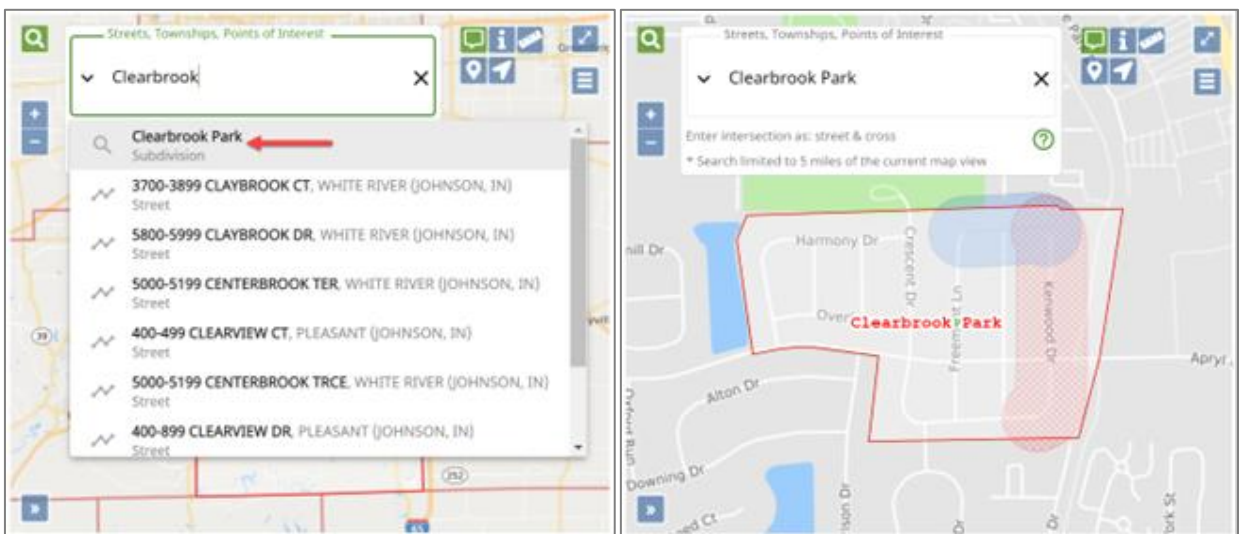 Streets, Townships, Points of Interest
Clearbrook
Clearbrook Park
Subdivision
3700-3899 CLAYBROOK CT, WHITE RIVER (JOHNSON, IN)
Street
5800-5999 CLAYBROOK DR, WHITE RIVER (JOHNSON, IN)
Street
5000-5199 CENTERBROOK TER, WHITE RIVER (JOHNSON, IN)
Street
400-499 CLEARVIEW CT, PLEASANT (JOHNSON, IN)
Street
5000-5199 CENTERBROOK TRCE, WHITE RIVER (JOHNSON, IN)
Street
400-899 CLEARVIEW DR, PLEASANT (JOHNSON, IN)
Street
39
252
65
Streets, Townships, Points of Interest
Clearbrook Park
Enter intersection as: street & cross
* Search limited to 5 miles of the current map view
Harmony Dr
Crescent Dr
Clearbrook Park
Freemont Ln
Kenwood Dr
Alton Dr
Downing Dr